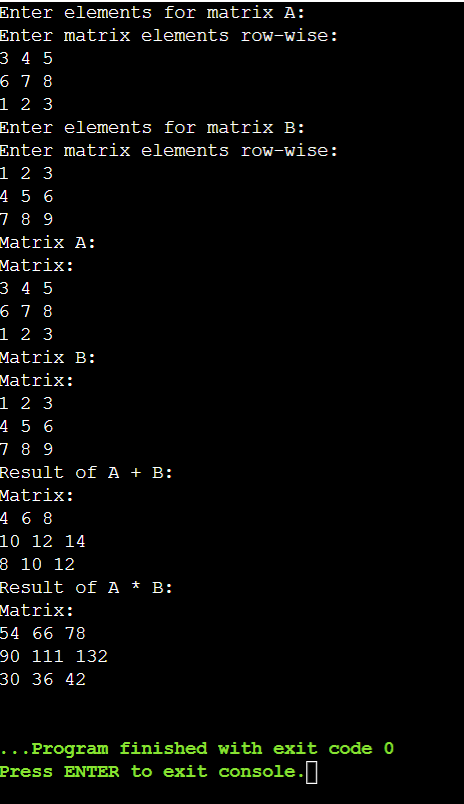 Enter elements for matrix A:
Enter matrix elements row-wise:
3 4 5
6 7 8
1 2 3
Enter elements for matrix B:
Enter matrix elements row-wise:
1 2 3
4 5 6
7 8 9
Matrix A:
Matrix:
3 4 5
6 7 8
1 2 3
Matrix B:
Matrix:
1 2 3
4 5 6
7 8 9
Result of A + B:
Matrix:
4 6 8
10 12 14
8 10 12
Result of A * B:
Matrix:
54 66 78
90 111 132
30 36 42
...Program finished with exit code 0
Press ENTER to exit console.